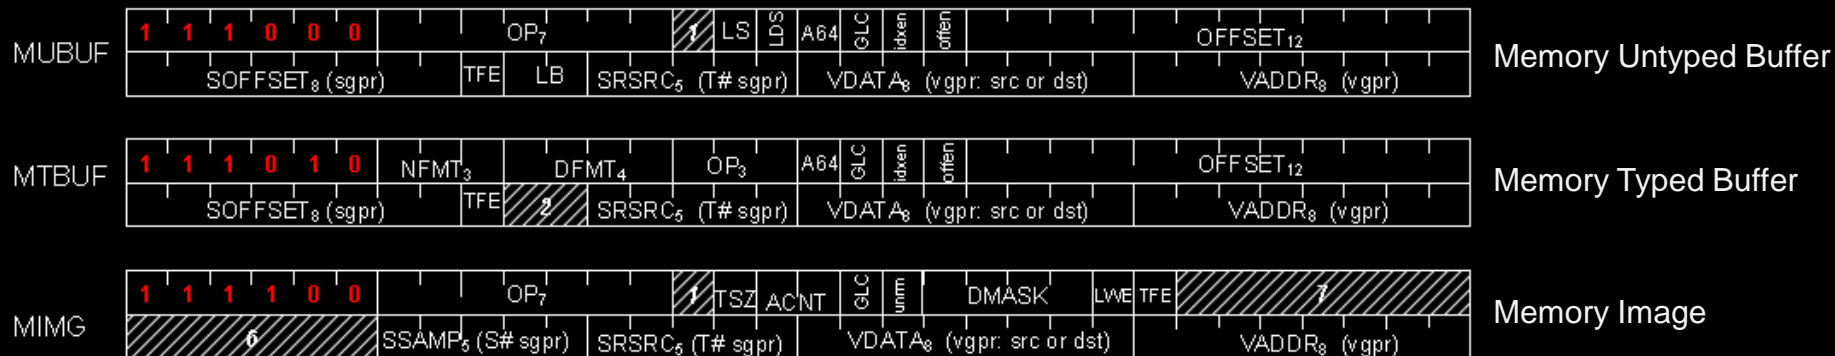 MUBUF 1 1 1 0 0 0 OP7 1 LS LDS A64 GLC idxen offen OFFSET12 Memory Untyped Buffer
SOFFSET8 (sgpr) TFE LB SRSRC5 (T# sgpr) VDATA8 (vgpr: src or dst) VADDR8 (vgpr)
MTBUF 1 1 1 0 1 0 NFMT3 DFMT4 OP3 A64 GLC idxen offen OFFSET12 Memory Typed Buffer
SOFFSET8 (sgpr) TFE 2 SRSRC5 (T# sgpr) VDATA8 (vgpr: src or dst) VADDR8 (vgpr)
MIMG 1 1 1 1 0 0 OP7 1 TSZ ACNT GLC unrm DMASK LWE TFE 7 Memory Image
6 SSAMP5 (S# sgpr) SRSRC5 (T# sgpr) VDATA8 (vgpr: src or dst) VADDR8 (vgpr)